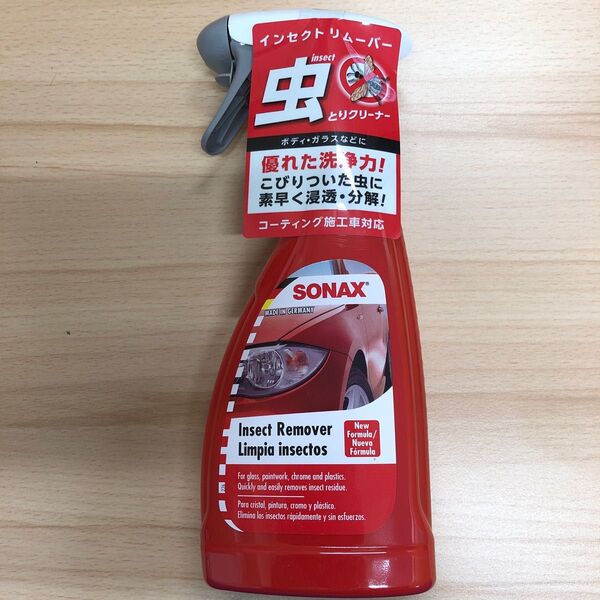 インセクトリムーバー
insect
虫
とりクリーナー
ボディ・ガラスなどに
優れた洗浄力!
こびりついた虫に
素早く浸透・分解!
コーティング施工車対応
SONAX®
MADE IN GERMANY
Insect Remover
Limpia insectos
New
Formula/
Nueva
Fórmula
For glass, paintwork, chrome and plastics.
Quickly and easily removes insect residue.
Para cristal, pintura, cromo y plástico.
Elimina los insectos rápidamente y sin esfuerzos.